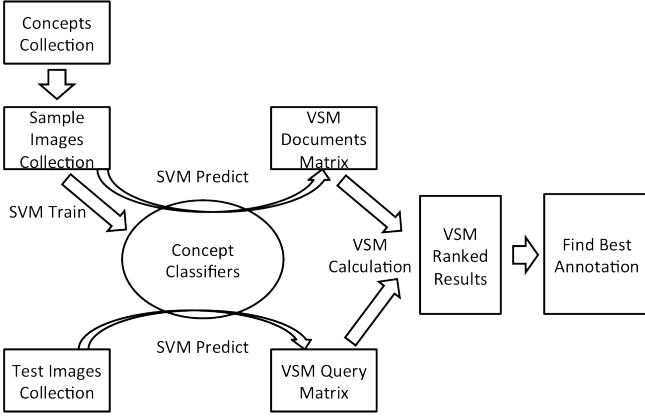 Concepts
Collection
Sample
Images
Collection
VSM
Documents
Matrix
SVM Predict
SVM Train
Concept
Classifiers
VSM
Calculation
VSM
Ranked
Results
Find Best
Annotation
SVM Predict
Test Images
Collection
VSM Query
Matrix